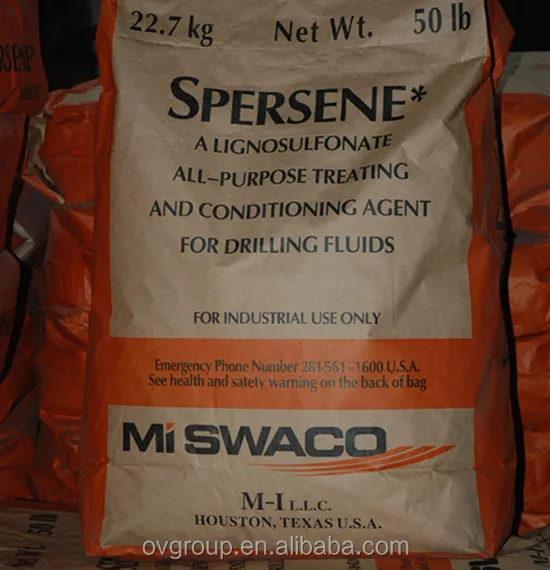 22.7 kg Net Wt. 50 lb
SPERSENE*
A LIGNOSULFONATE
ALL-PURPOSE TREATING
AND CONDITIONING AGENT
FOR DRILLING FLUIDS
FOR INDUSTRIAL USE ONLY
Emergency Phone Number 281/561-1600 U.S.A.
See health and safety warning on the back of bag
Mi SWACO
M-I L.L.C.
HOUSTON, TEXAS U.S.A.
ovgroup.en.alibaba.com